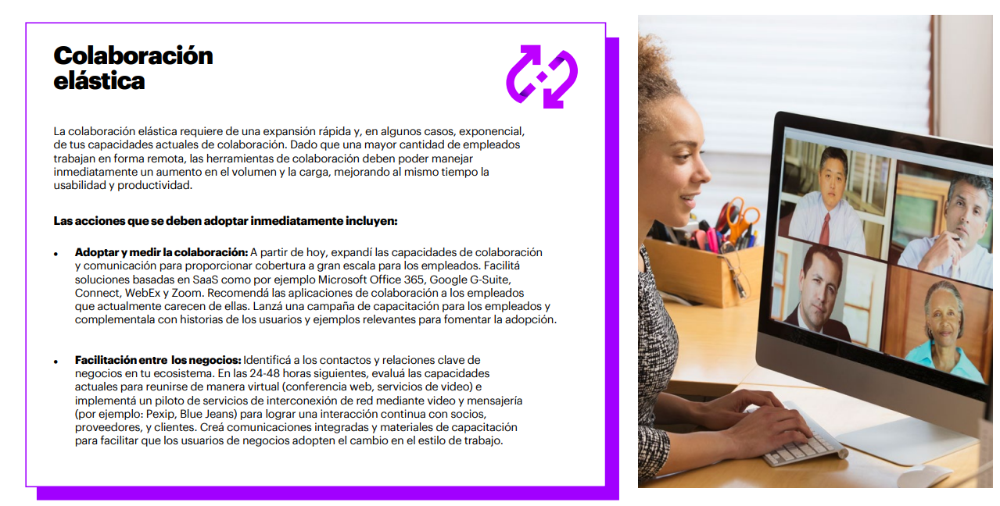 Colaboración
elástica
La colaboración elástica requiere de una expansión rápida y, en algunos casos, exponencial,
de tus capacidades actuales de colaboración. Dado que una mayor cantidad de empleados
trabajan en forma remota, las herramientas de colaboración deben poder manejar
inmediatamente un aumento en el volumen y la carga, mejorando al mismo tiempo la
usabilidad y productividad.
Las acciones que se deben adoptar inmediatamente incluyen:
• Adoptar y medir la colaboración: A partir de hoy, expandí las capacidades de colaboración
y comunicación para proporcionar cobertura a gran escala para los empleados. Facilitá
soluciones basadas en SaaS como por ejemplo Microsoft Office 365, Google G-Suite,
Connect, WebEx y Zoom. Recomendá las aplicaciones de colaboración a los empleados
que actualmente carecen de ellas. Lanzá una campaña de capacitación para los empleados y
complementala con historias de los usuarios y ejemplos relevantes para fomentar la adopción.
• Facilitación entre los negocios: Identificá a los contactos y relaciones clave de
negocios en tu ecosistema. En las 24-48 horas siguientes, evaluá las capacidades
actuales para reunirse de manera virtual (conferencia web, servicios de video) e
implementá un piloto de servicios de interconexión de red mediante video y mensajería
(por ejemplo: Pexip, Blue Jeans) para lograr una interacción continua con socios,
proveedores, y clientes. Creá comunicaciones integradas y materiales de capacitación
para facilitar que los usuarios de negocios adopten el cambio en el estilo de trabajo.